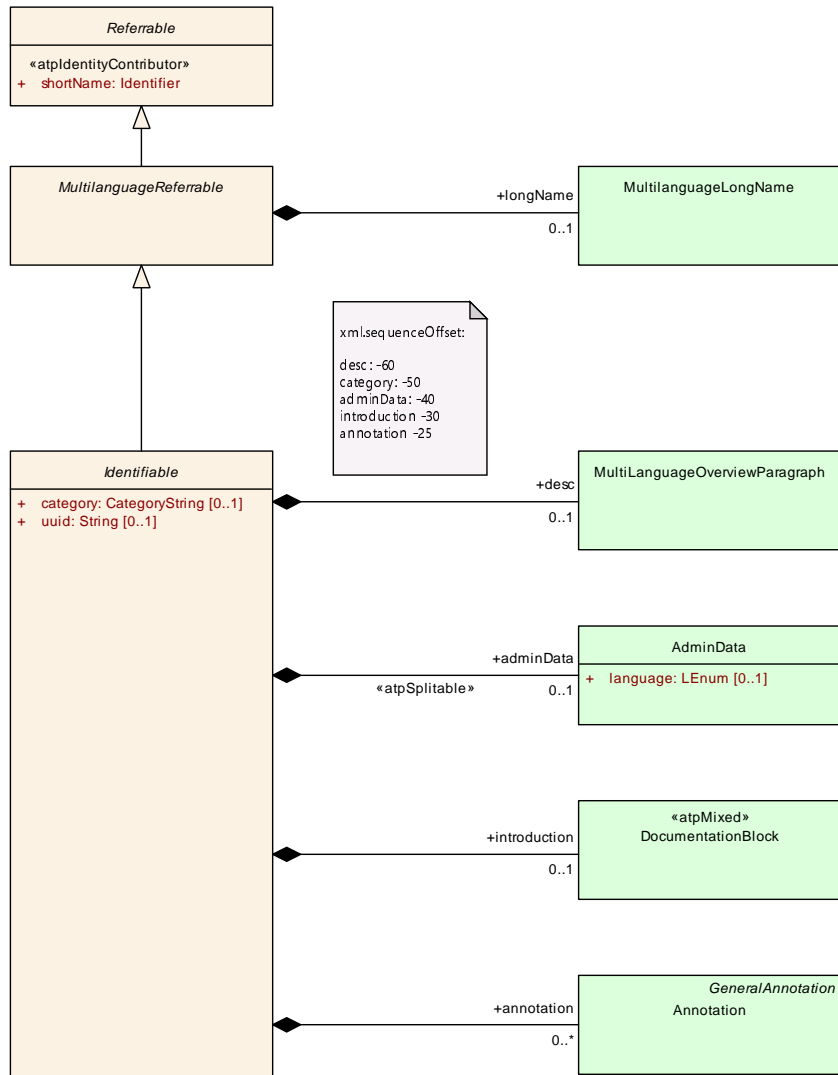 Referrable
«atpIdentityContributor»
+ shortName: Identifier
MultilanguageReferrable
+longName
0..1
MultilanguageLongName
xml.sequenceOffset:
desc: -60
category: -50
adminData: -40
introduction -30
annotation -25
Identifiable
+ category: CategoryString [0..1]
+ uuid: String [0..1]
+desc
0..1
MultiLanguageOverviewParagraph
+adminData
«atpSplitable»
0..1
AdminData
+ language: LEnum [0..1]
+introduction
0..1
«atpMixed»
DocumentationBlock
+annotation
0..*
GeneralAnnotation
Annotation